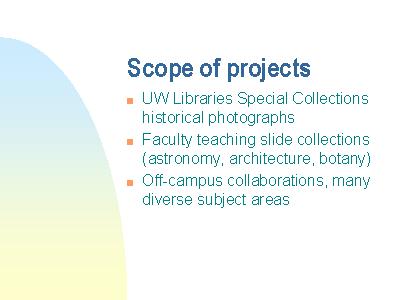 Scope of projects
UW Libraries Special Collections
historical photographs
Faculty teaching slide collections
(astronomy, architecture, botany)
Off-campus collaborations, many
diverse subject areas